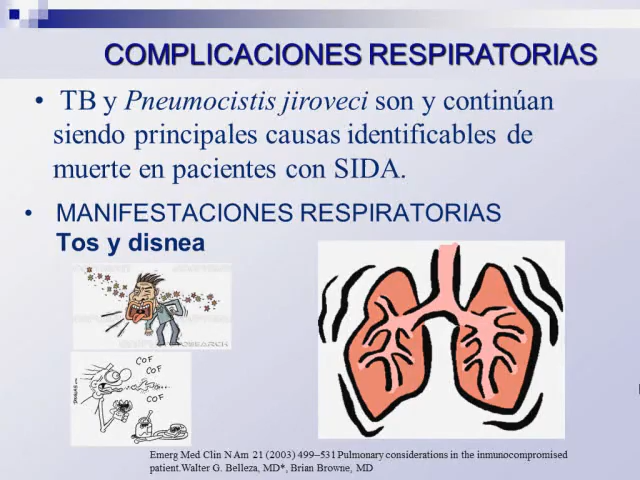 COMPLICACIONES RESPIRATORIAS
• TB y Pneumocistis jiroveci son y continúan
siendo principales causas identificables de
muerte en pacientes con SIDA.
• MANIFESTACIONES RESPIRATORIAS
Tos y disnea
COF
COF
COF
Emerg Med Clin N Am 21 (2003) 499–531 Pulmonary considerations in the inmunocompromised
patient.Walter G. Belleza, MD*, Brian Browne, MD